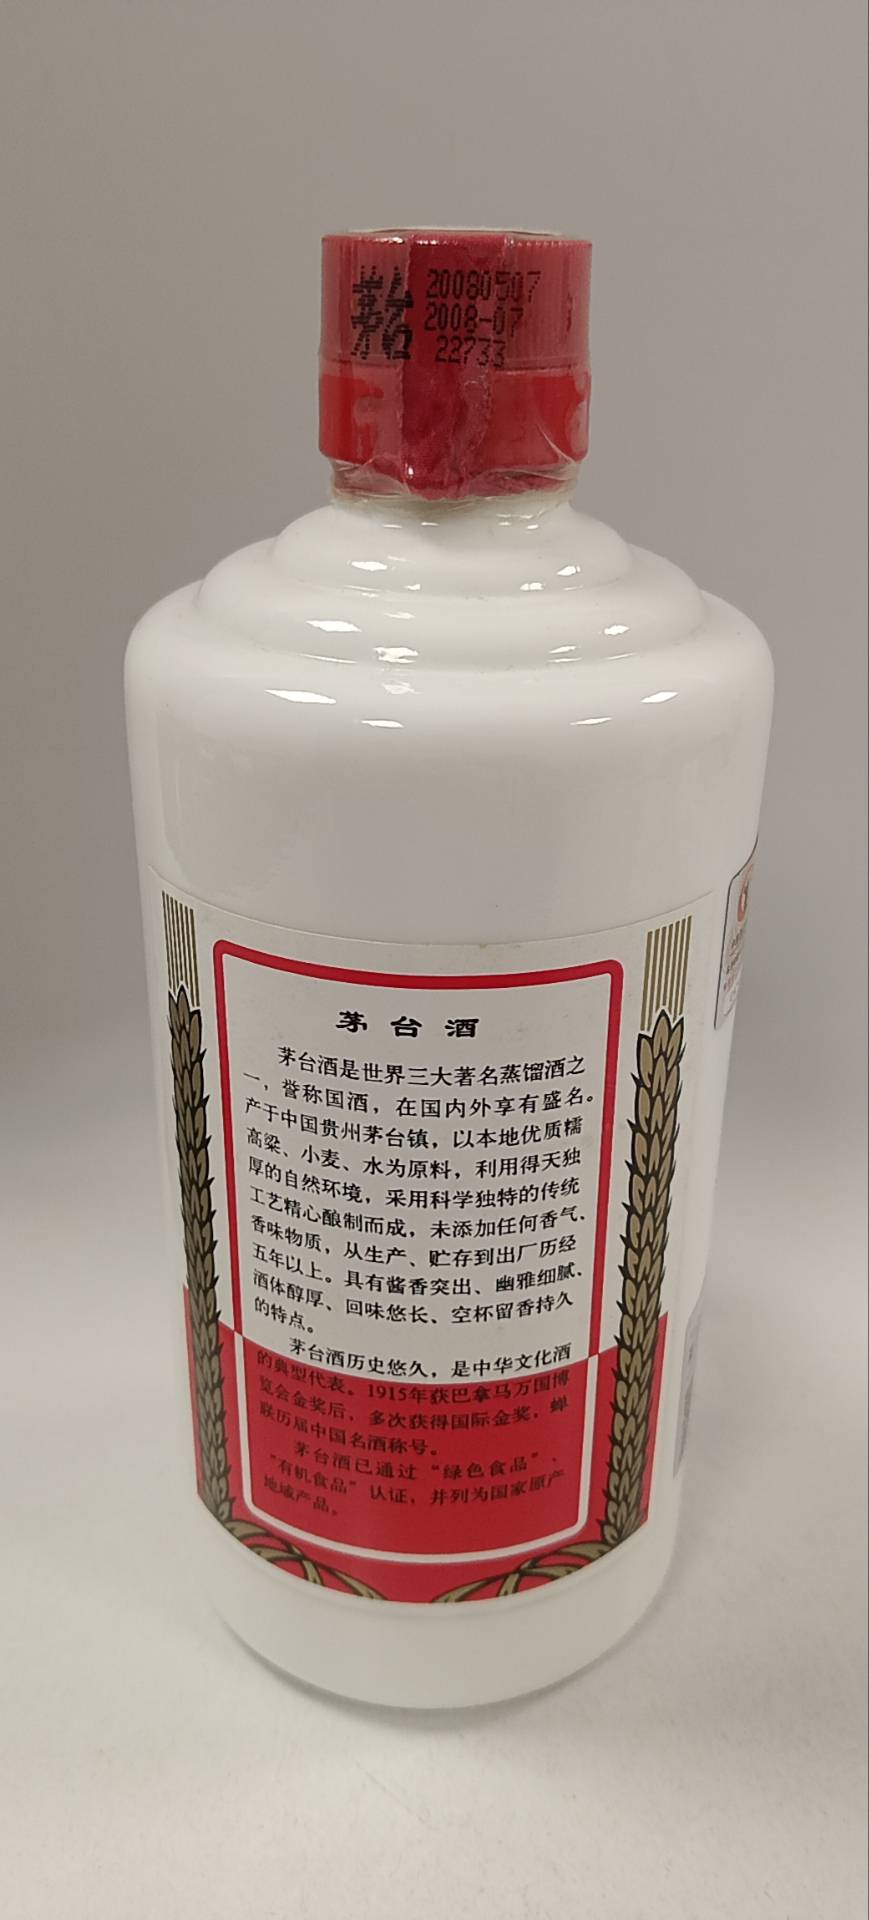 茅台
20080507
2008-07
22733
茅台酒
茅台酒是世界三大著名蒸馏酒之
一，誉称国酒，在国内外享有盛名。
产于中国贵州茅台镇，以本地优质糯
高粱、小麦、水为原料，利用得天独
厚的自然环境，采用科学独特的传统
工艺精心酿制而成，未添加任何香气、
香味物质，从生产、贮存到出厂历经
五年以上。具有酱香突出、幽雅细腻、
酒体醇厚、回味悠长、空杯留香持久
的特点。
茅台酒历史悠久，是中华文化酒
的典型代表。1915年获巴拿马万国博
览会金奖后，多次获得国际金奖，蝉
联历届中国名酒称号。
茅台酒已通过“绿色食品”、
“有机食品”认证，并列为国家原产
地域产品。